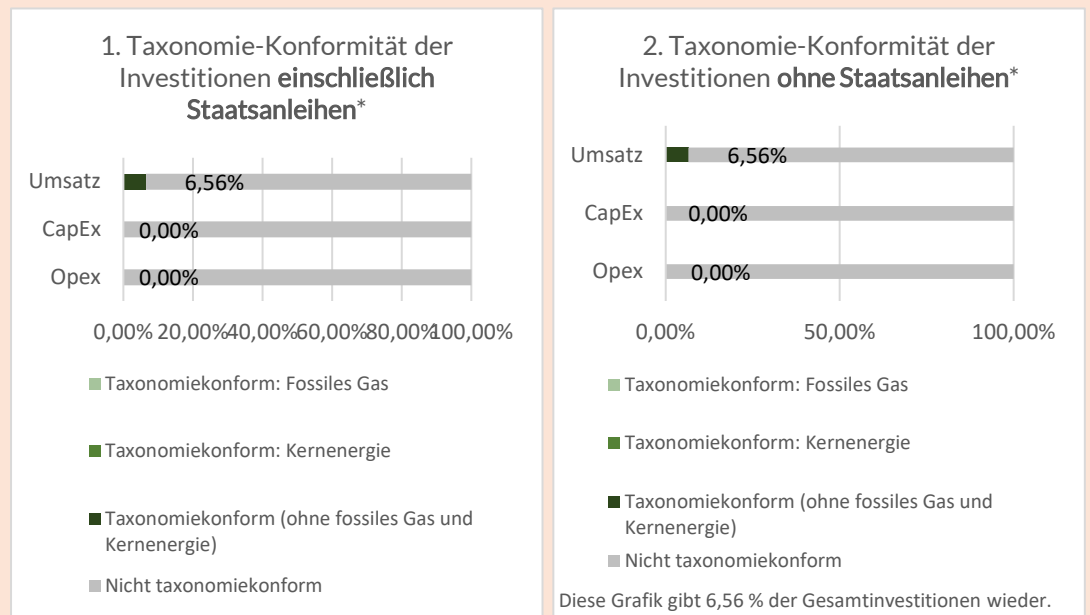 1. Taxonomie-Konformität der
Investitionen einschließlich
Staatsanleihen*
Umsatz
6,56%
CapEx
0,00%
Opex
0,00%
0,00% 20,00% 40,00% 60,00% 80,00% 100,00%
Taxonomiekonform: Fossiles Gas
Taxonomiekonform: Kernenergie
Taxonomiekonform (ohne fossiles Gas und
Kernenergie)
Nicht taxonomiekonform
2. Taxonomie-Konformität der
Investitionen ohne Staatsanleihen*
Umsatz
6,56%
CapEx
0,00%
Opex
0,00%
0,00% 50,00% 100,00%
Taxonomiekonform: Fossiles Gas
Taxonomiekonform: Kernenergie
Taxonomiekonform (ohne fossiles Gas und
Kernenergie)
Nicht taxonomiekonform
Diese Grafik gibt 6,56 % der Gesamtinvestitionen wieder.